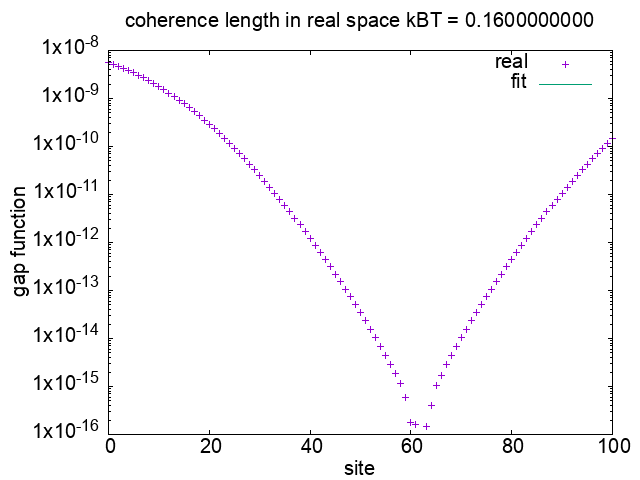 coherence length in real space kBT = 0.1600000000
real
fit
1x10^-8
1x10^-9
1x10^-10
1x10^-11
1x10^-12
1x10^-13
1x10^-14
1x10^-15
1x10^-16
gap function
0 20 40 60 80 100
site